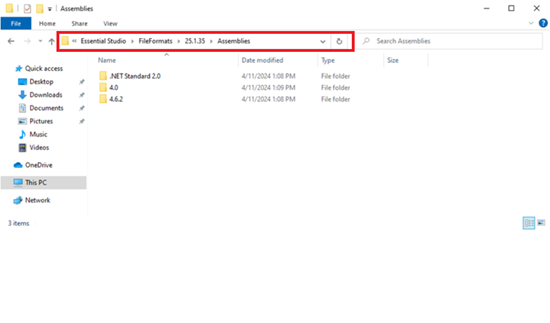 Assemblies
File Home Share View
« Essential Studio > FileFormats > 25.1.35 > Assemblies
Search Assemblies
Name Date modified Type Size
.NET Standard 2.0 4/11/2024 1:08 PM File folder
4.0 4/11/2024 1:09 PM File folder
4.6.2 4/11/2024 1:08 PM File folder
Quick access
Desktop
Downloads
Documents
Pictures
Music
Videos
OneDrive
This PC
Network
3 items